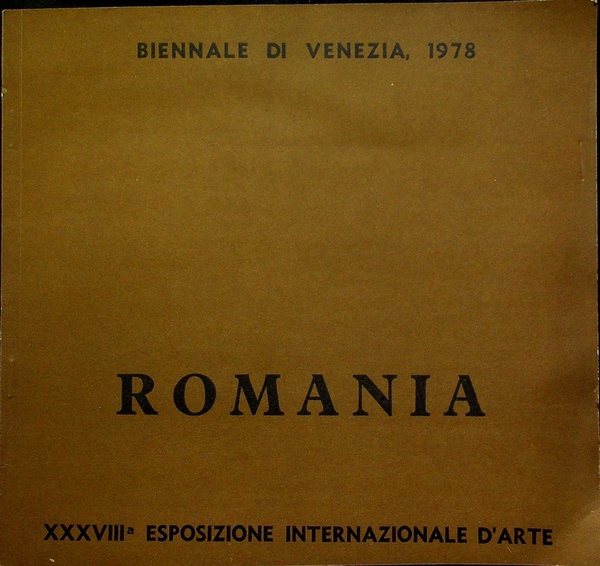 BIENNALE DI VENEZIA, 1978
ROMANIA
XXXVIIIª ESPOSIZIONE INTERNAZIONALE D'ARTE